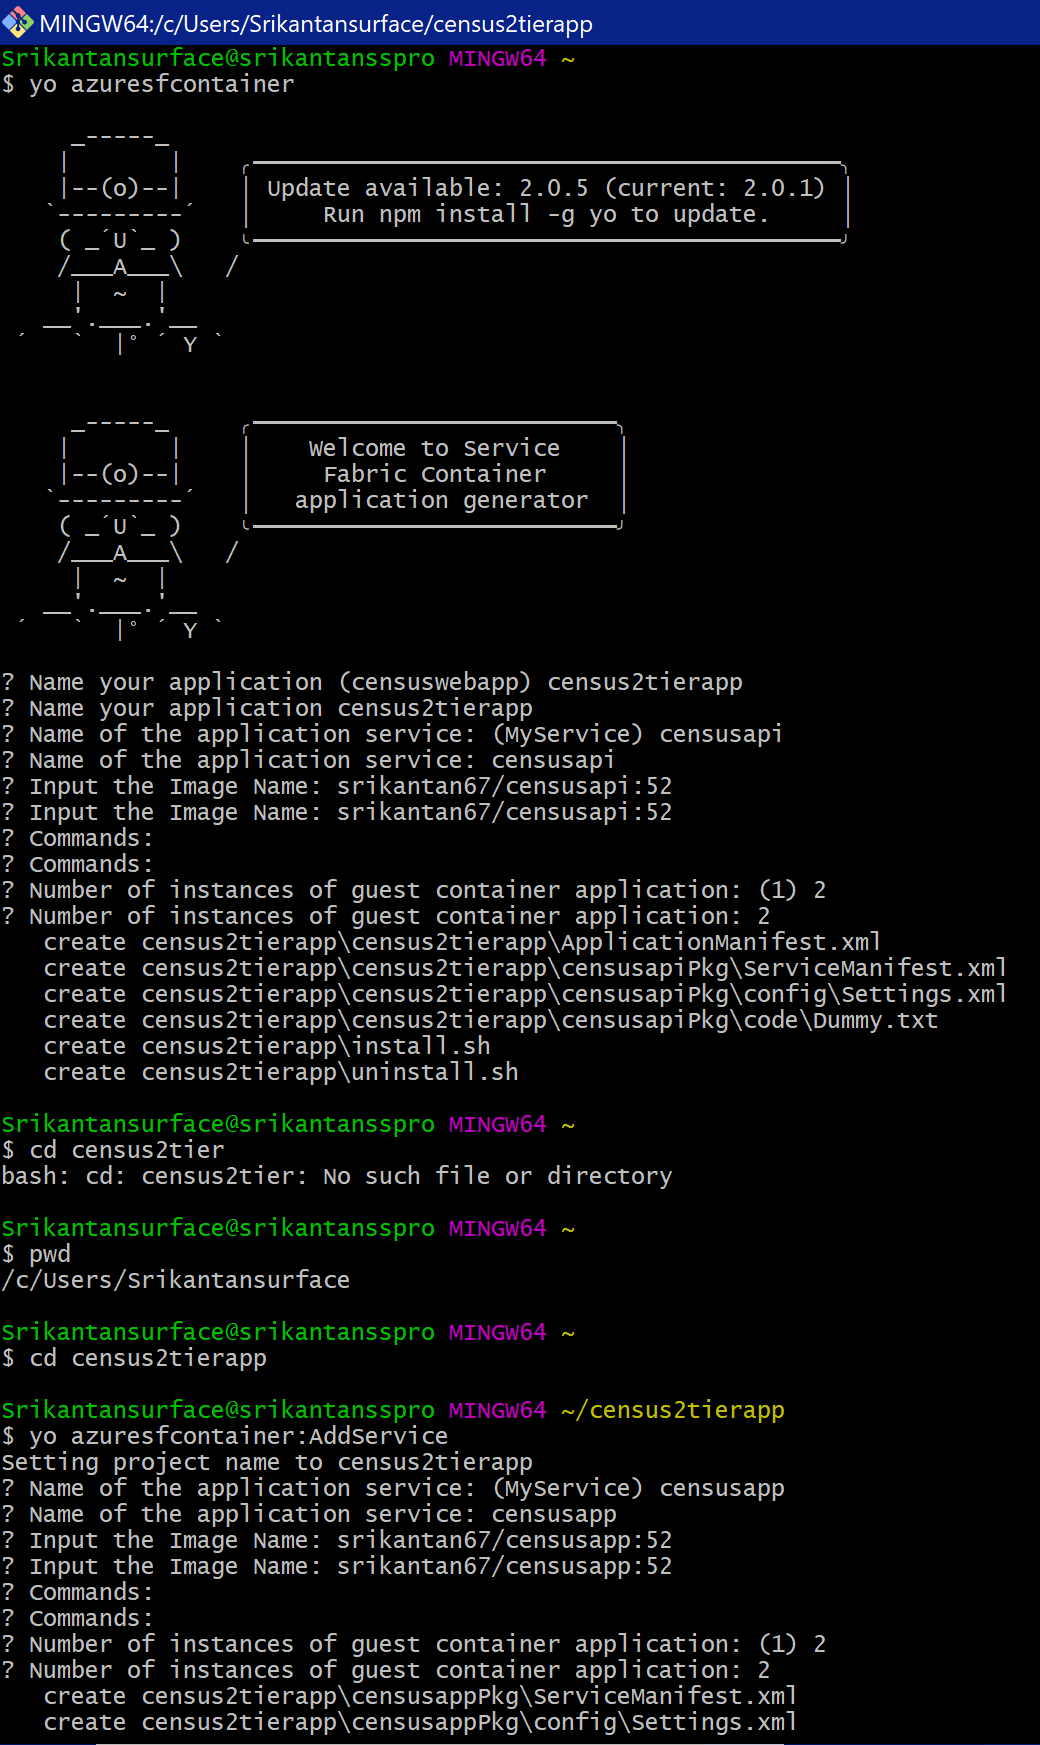 MINGW64:/c/Users/Srikantansurface/census2tierapp
Srikantansurface@srikantansspro MINGW64 ~
$ yo azuresfcontainer
     _-----_
    |       |    ╭──────────────────────────────────────────╮
    |--(o)--|    │ Update available: 2.0.5 (current: 2.0.1) │
   `---------´   │     Run npm install -g yo to update.     │
    ( _´U`_ )    ╰──────────────────────────────────────────╯
    /___A___\   /
     |  ~  |
   __'.___.'__
 ´   `  |° ´ Y `
     _-----_     ╭──────────────────────────╮
    |       |    │    Welcome to Service    │
    |--(o)--|    │     Fabric Container     │
   `---------´   │   application generator  │
    ( _´U`_ )    ╰──────────────────────────╯
    /___A___\   /
     |  ~  |
   __'.___.'__
 ´   `  |° ´ Y `
? Name your application (censuswebapp) census2tierapp
? Name your application census2tierapp
? Name of the application service: (MyService) censusapi
? Name of the application service: censusapi
? Input the Image Name: srikantan67/censusapi:52
? Input the Image Name: srikantan67/censusapi:52
? Commands:
? Commands:
? Number of instances of guest container application: (1) 2
? Number of instances of guest container application: 2
   create census2tierapp\census2tierapp\ApplicationManifest.xml
   create census2tierapp\census2tierapp\censusapiPkg\ServiceManifest.xml
   create census2tierapp\census2tierapp\censusapiPkg\config\Settings.xml
   create census2tierapp\census2tierapp\censusapiPkg\code\Dummy.txt
   create census2tierapp\install.sh
   create census2tierapp\uninstall.sh
Srikantansurface@srikantansspro MINGW64 ~
$ cd census2tier
bash: cd: census2tier: No such file or directory
Srikantansurface@srikantansspro MINGW64 ~
$ pwd
/c/Users/Srikantansurface
Srikantansurface@srikantansspro MINGW64 ~
$ cd census2tierapp
Srikantansurface@srikantansspro MINGW64 ~/census2tierapp
$ yo azuresfcontainer:AddService
Setting project name to census2tierapp
? Name of the application service: (MyService) censusapp
? Name of the application service: censusapp
? Input the Image Name: srikantan67/censusapp:52
? Input the Image Name: srikantan67/censusapp:52
? Commands:
? Commands:
? Number of instances of guest container application: (1) 2
? Number of instances of guest container application: 2
   create census2tierapp\censusappPkg\ServiceManifest.xml
   create census2tierapp\censusappPkg\config\Settings.xml